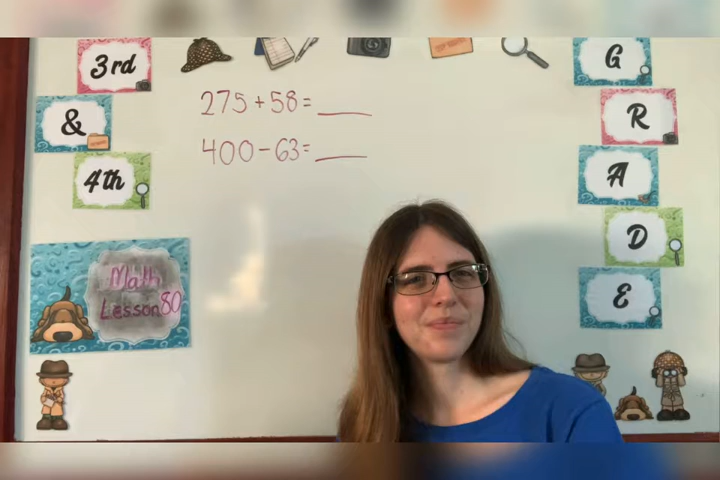 3rd
&
4th
275+58=___
400-63=___
Math
Lesson 80
G
R
A
D
E